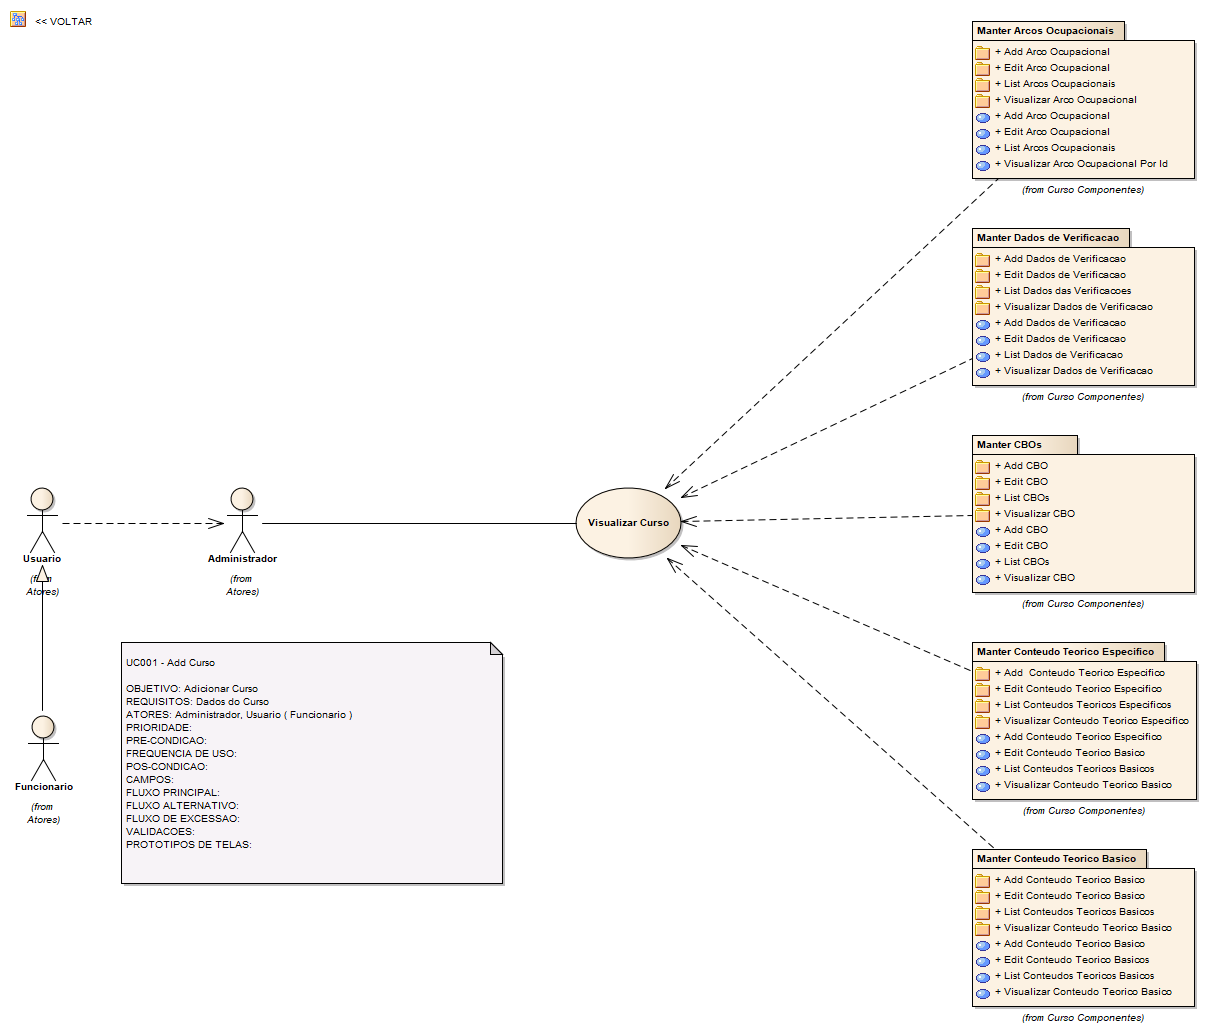 << VOLTAR
Manter Arcos Ocupacionais
+ Add Arco Ocupacional
+ Edit Arco Ocupacional
+ List Arcos Ocupacionais
+ Visualizar Arco Ocupacional
+ Add Arco Ocupacional
+ Edit Arco Ocupacional
+ List Arcos Ocupacionais
+ Visualizar Arco Ocupacional Por Id
(from Curso Componentes)
Manter Dados de Verificacao
+ Add Dados de Verificacao
+ Edit Dados de Verificacao
+ List Dados das Verificacoes
+ Visualizar Dados de Verificacao
+ Add Dados de Verificacao
+ Edit Dados de Verificacao
+ List Dados de Verificacao
+ Visualizar Dados de Verificacao
(from Curso Componentes)
Manter CBOs
+ Add CBO
+ Edit CBO
+ List CBOs
+ Visualizar CBO
+ Add CBO
+ Edit CBO
+ List CBOs
+ Visualizar CBO
(from Curso Componentes)
Usuario
(from
Atores)
Administrador
(from
Atores)
Visualizar Curso
Funcionario
(from
Atores)
UC001 - Add Curso
OBJETIVO: Adicionar Curso
REQUISITOS: Dados do Curso
ATORES: Administrador, Usuario ( Funcionario )
PRIORIDADE:
PRE-CONDICAO:
FREQUENCIA DE USO:
POS-CONDICAO:
CAMPOS:
FLUXO PRINCIPAL:
FLUXO ALTERNATIVO:
FLUXO DE EXCESSAO:
VALIDACOES:
PROTOTIPOS DE TELAS:
Manter Conteudo Teorico Especifico
+ Add  Conteudo Teorico Especifico
+ Edit Conteudo Teorico Especifico
+ List Conteudos Teoricos Especificos
+ Visualizar Conteudo Teorico Especifico
+ Add Conteudo Teorico Especifico
+ Edit Conteudo Teorico Basico
+ List Conteudos Teoricos Basicos
+ Visualizar Conteudo Teorico Basico
(from Curso Componentes)
Manter Conteudo Teorico Basico
+ Add Conteudo Teorico Basico
+ Edit Conteudo Teorico Basico
+ List Conteudos Teoricos Basicos
+ Visualizar Conteudo Teorico Basico
+ Add Conteudo Teorico Basico
+ Edit Conteudo Teorico Basicos
+ List Conteudos Teoricos Basicos
+ Visualizar Conteudo Teorico Basico
(from Curso Componentes)